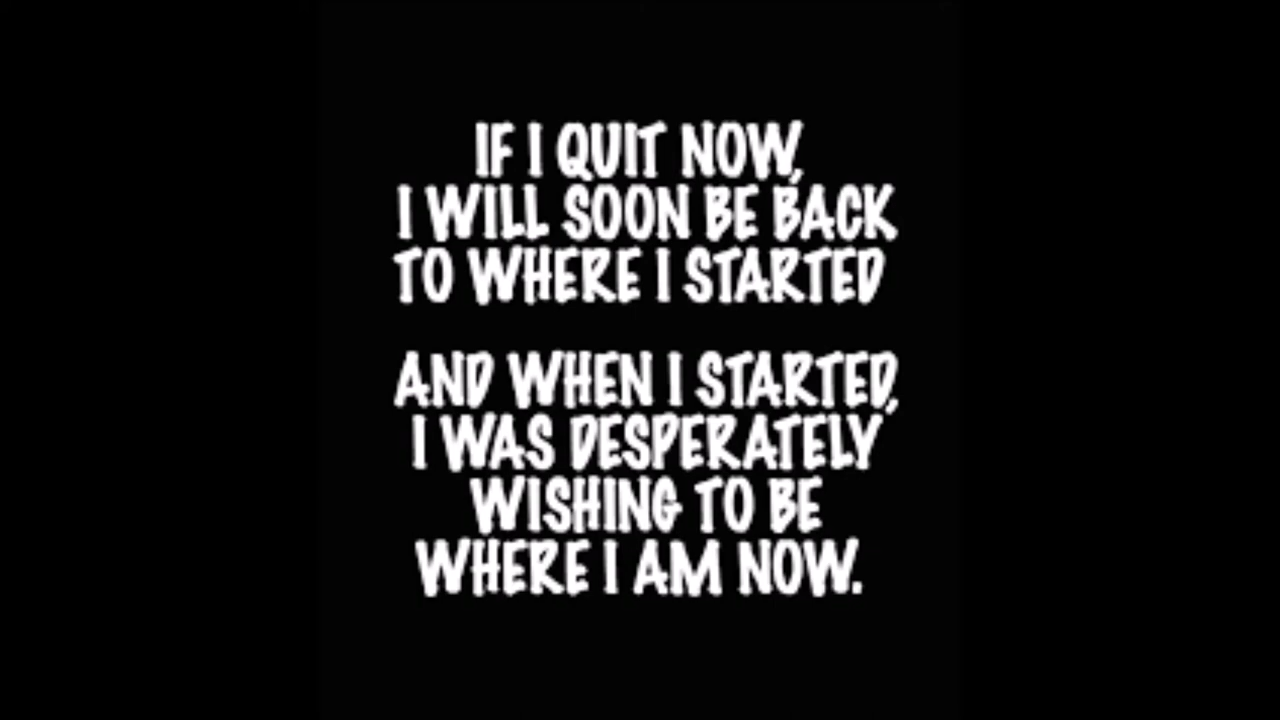 IF I QUIT NOW,
I WILL SOON BE BACK
TO WHERE I STARTED
AND WHEN I STARTED,
I WAS DESPERATELY
WISHING TO BE
WHERE I AM NOW.